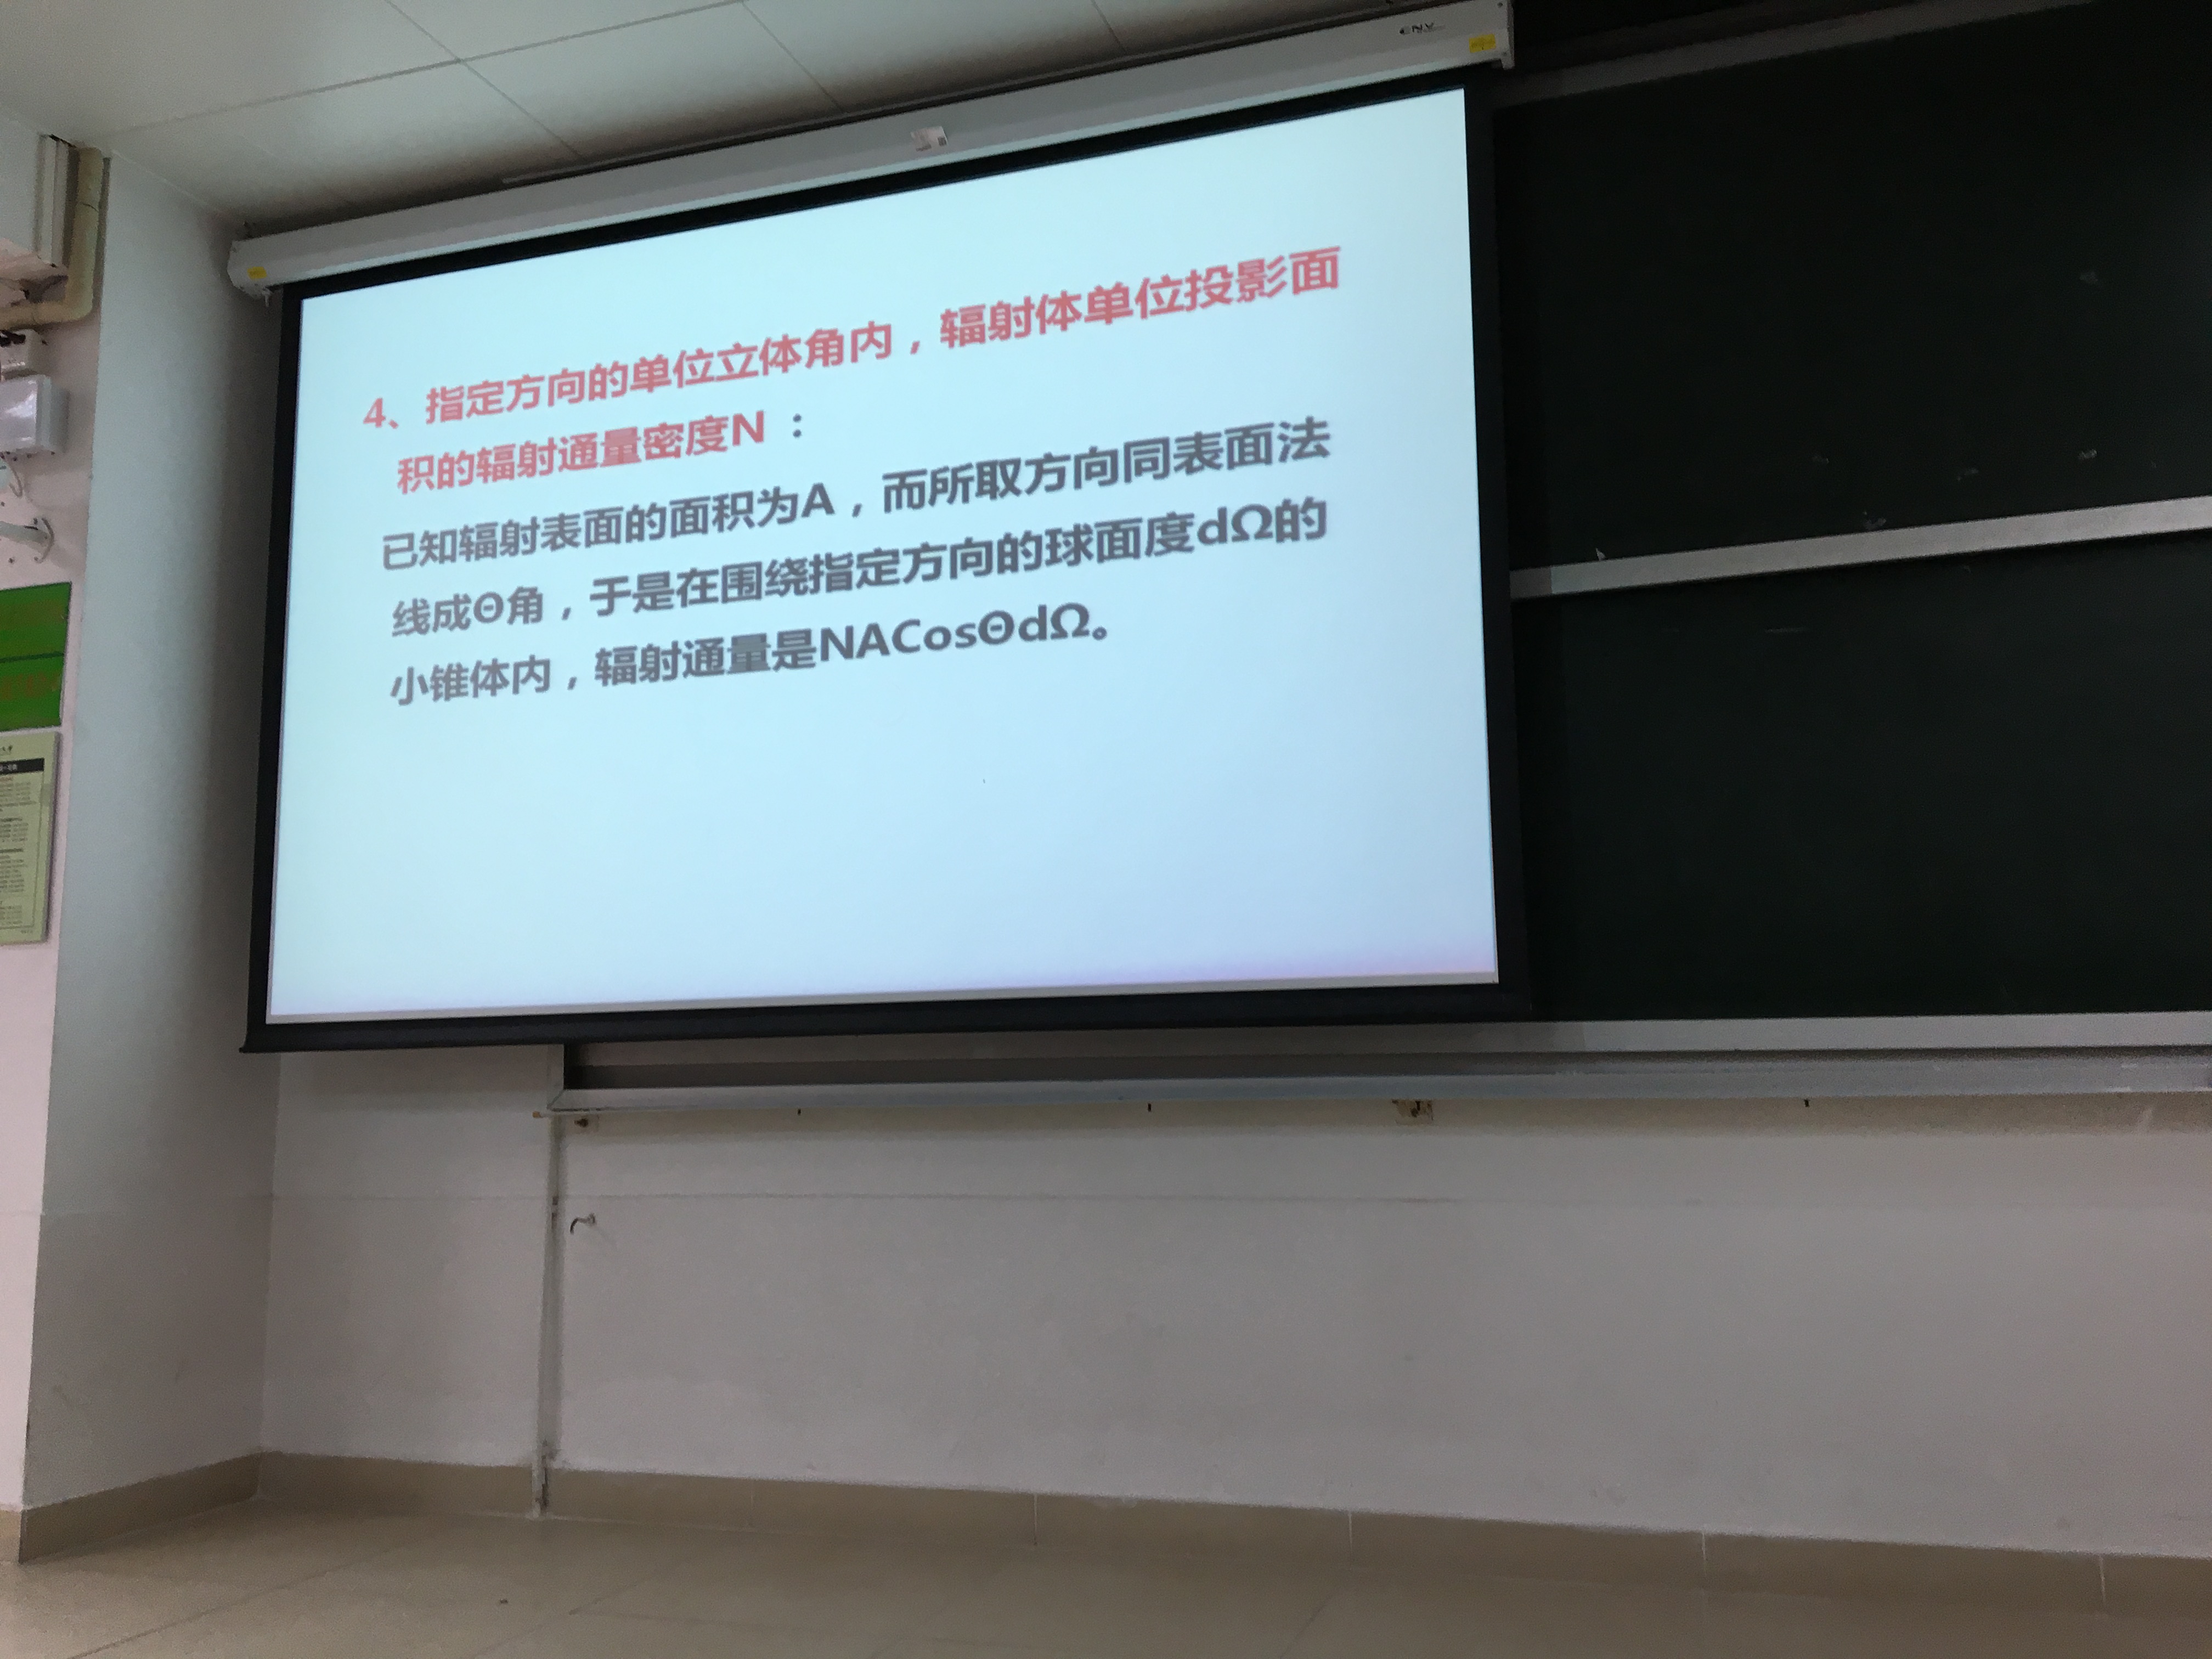 ENV
4、指定方向的单位立体角内，辐射体单位投影面
积的辐射通量密度N：
已知辐射表面的面积为A，而所取方向同表面法
线成Θ角，于是在围绕指定方向的球面度dΩ的
小锥体内，辐射通量是NACosΘdΩ。